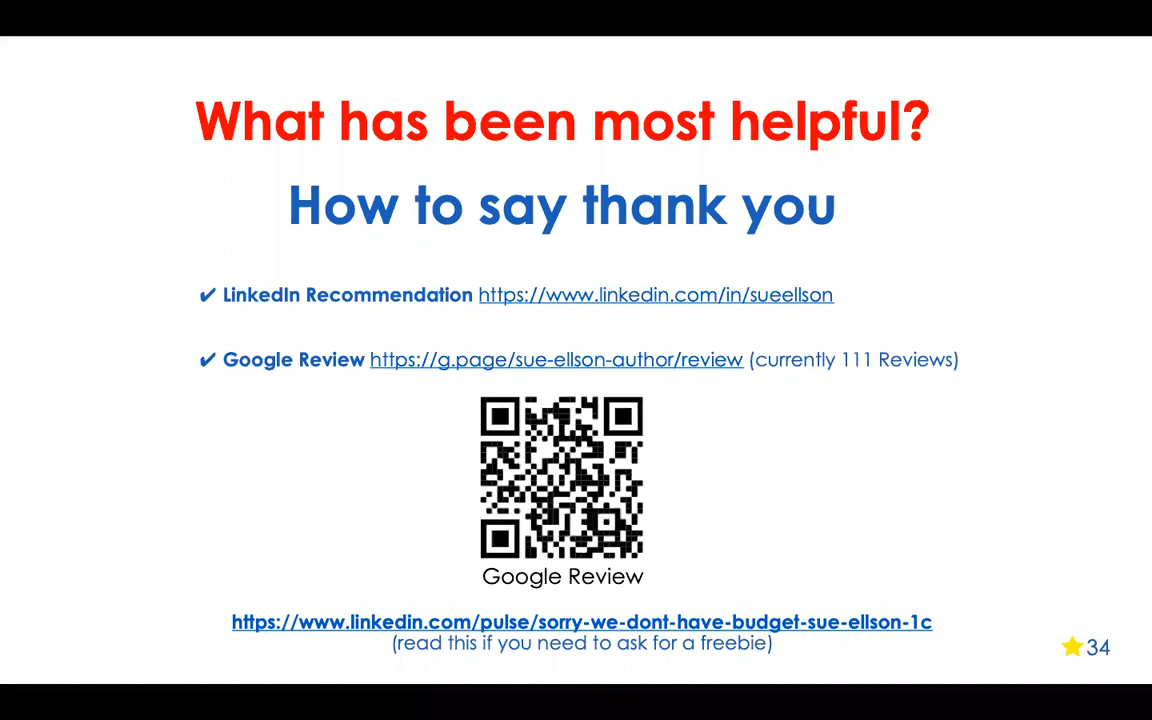 What has been most helpful?
How to say thank you
✔ LinkedIn Recommendation https://www.linkedin.com/in/sueellson
✔ Google Review https://g.page/sue-ellson-author/review (currently 111 Reviews)
Google Review
https://www.linkedin.com/pulse/sorry-we-dont-have-budget-sue-ellson-1c
(read this if you need to ask for a freebie)
34